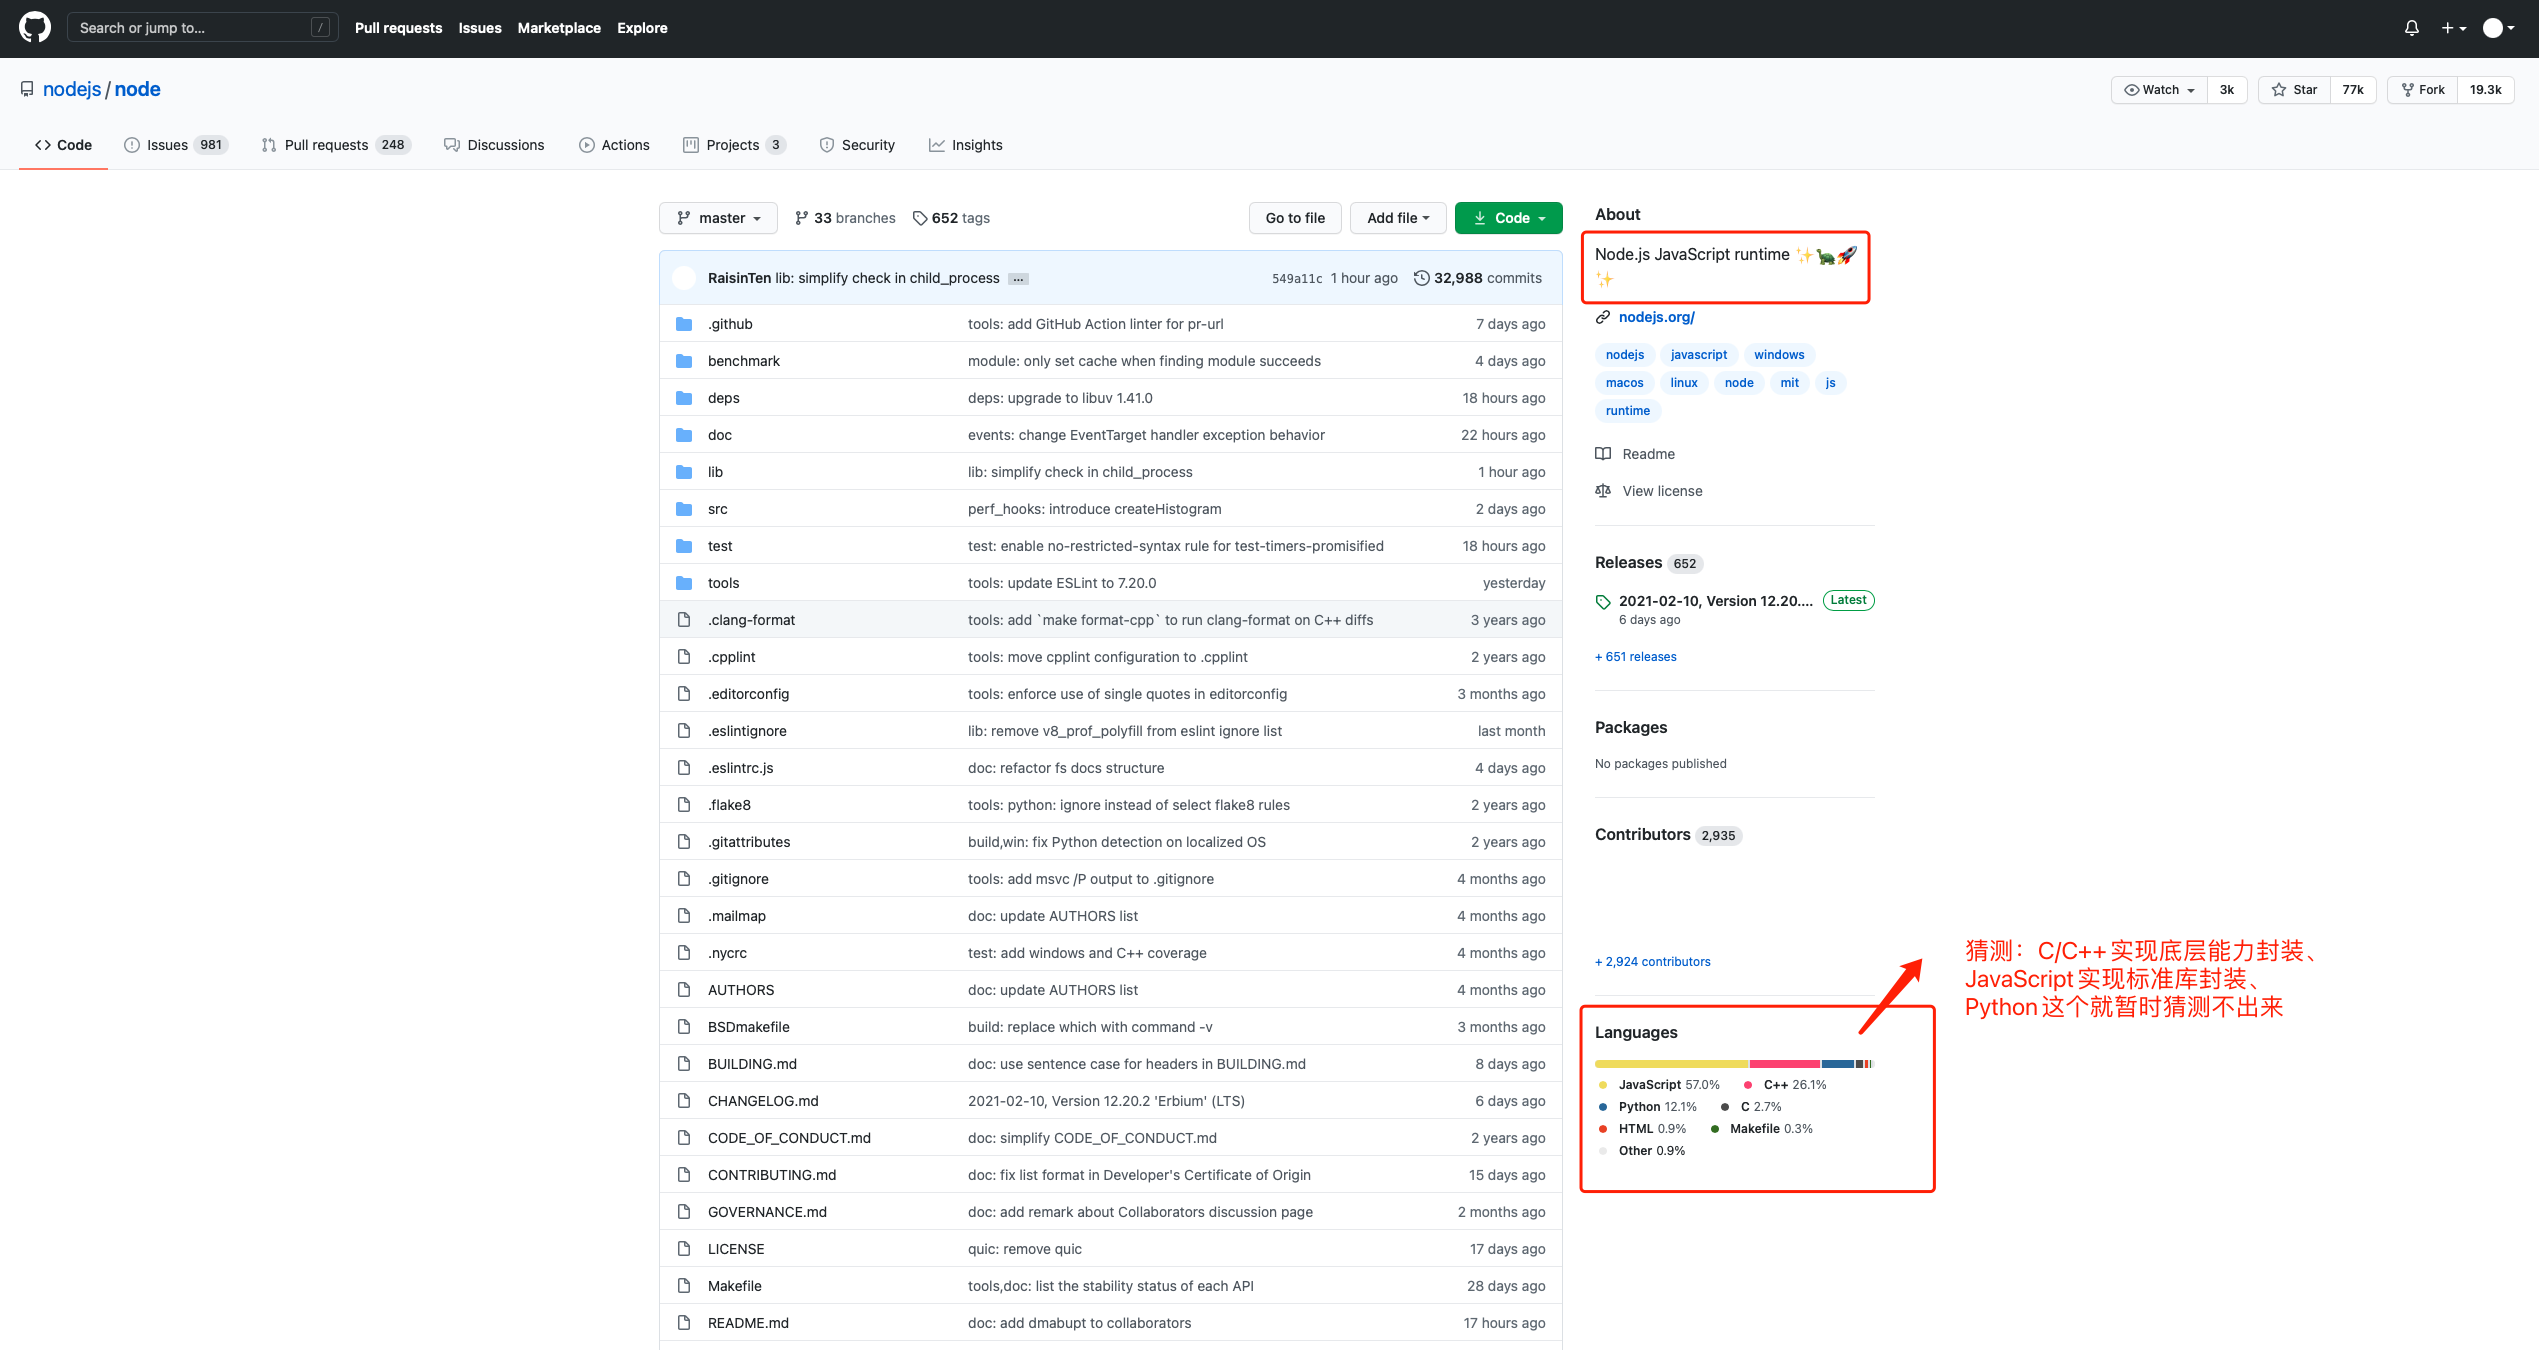 Search or jump to... /
Pull requests Issues Marketplace Explore
nodejs / node
Watch 3k Star 77k Fork 19.3k
Code Issues 981 Pull requests 248 Discussions Actions Projects 3 Security Insights
master 33 branches 652 tags Go to file Add file Code
RaisinTen lib: simplify check in child_process ... 549a11c 1 hour ago 32,988 commits
.github tools: add GitHub Action linter for pr-url 7 days ago
benchmark module: only set cache when finding module succeeds 4 days ago
deps deps: upgrade to libuv 1.41.0 18 hours ago
doc events: change EventTarget handler exception behavior 22 hours ago
lib lib: simplify check in child_process 1 hour ago
src perf_hooks: introduce createHistogram 2 days ago
test test: enable no-restricted-syntax rule for test-timers-promisified 18 hours ago
tools tools: update ESLint to 7.20.0 yesterday
.clang-format tools: add `make format-cpp` to run clang-format on C++ diffs 3 years ago
.cpplint tools: move cpplint configuration to .cpplint 2 years ago
.editorconfig tools: enforce use of single quotes in editorconfig 3 months ago
.eslintignore lib: remove v8_prof_polyfill from eslint ignore list last month
.eslintrc.js doc: refactor fs docs structure 4 days ago
.flake8 tools: python: ignore instead of select flake8 rules 2 years ago
.gitattributes build,win: fix Python detection on localized OS 2 years ago
.gitignore tools: add msvc /P output to .gitignore 4 months ago
.mailmap doc: update AUTHORS list 4 months ago
.nycrc test: add windows and C++ coverage 4 months ago
AUTHORS doc: update AUTHORS list 4 months ago
BSDmakefile build: replace which with command -v 3 months ago
BUILDING.md doc: use sentence case for headers in BUILDING.md 8 days ago
CHANGELOG.md 2021-02-10, Version 12.20.2 'Erbium' (LTS) 6 days ago
CODE_OF_CONDUCT.md doc: simplify CODE_OF_CONDUCT.md 2 years ago
CONTRIBUTING.md doc: fix list format in Developer's Certificate of Origin 15 days ago
GOVERNANCE.md doc: add remark about Collaborators discussion page 2 months ago
LICENSE quic: remove quic 17 days ago
Makefile tools,doc: list the stability status of each API 28 days ago
README.md doc: add dmabupt to collaborators 17 hours ago
About
Node.js JavaScript runtime ✨🐢🚀
✨
nodejs.org/
nodejs javascript windows
macos linux node mit js
runtime
Readme
View license
Releases 652
2021-02-10, Version 12.20.... Latest
6 days ago
+ 651 releases
Packages
No packages published
Contributors 2,935
+ 2,924 contributors
Languages
JavaScript 57.0% C++ 26.1%
Python 12.1% C 2.7%
HTML 0.9% Makefile 0.3%
Other 0.9%
猜测：C/C++实现底层能力封装、
JavaScript实现标准库封装、
Python这个就暂时猜测不出来